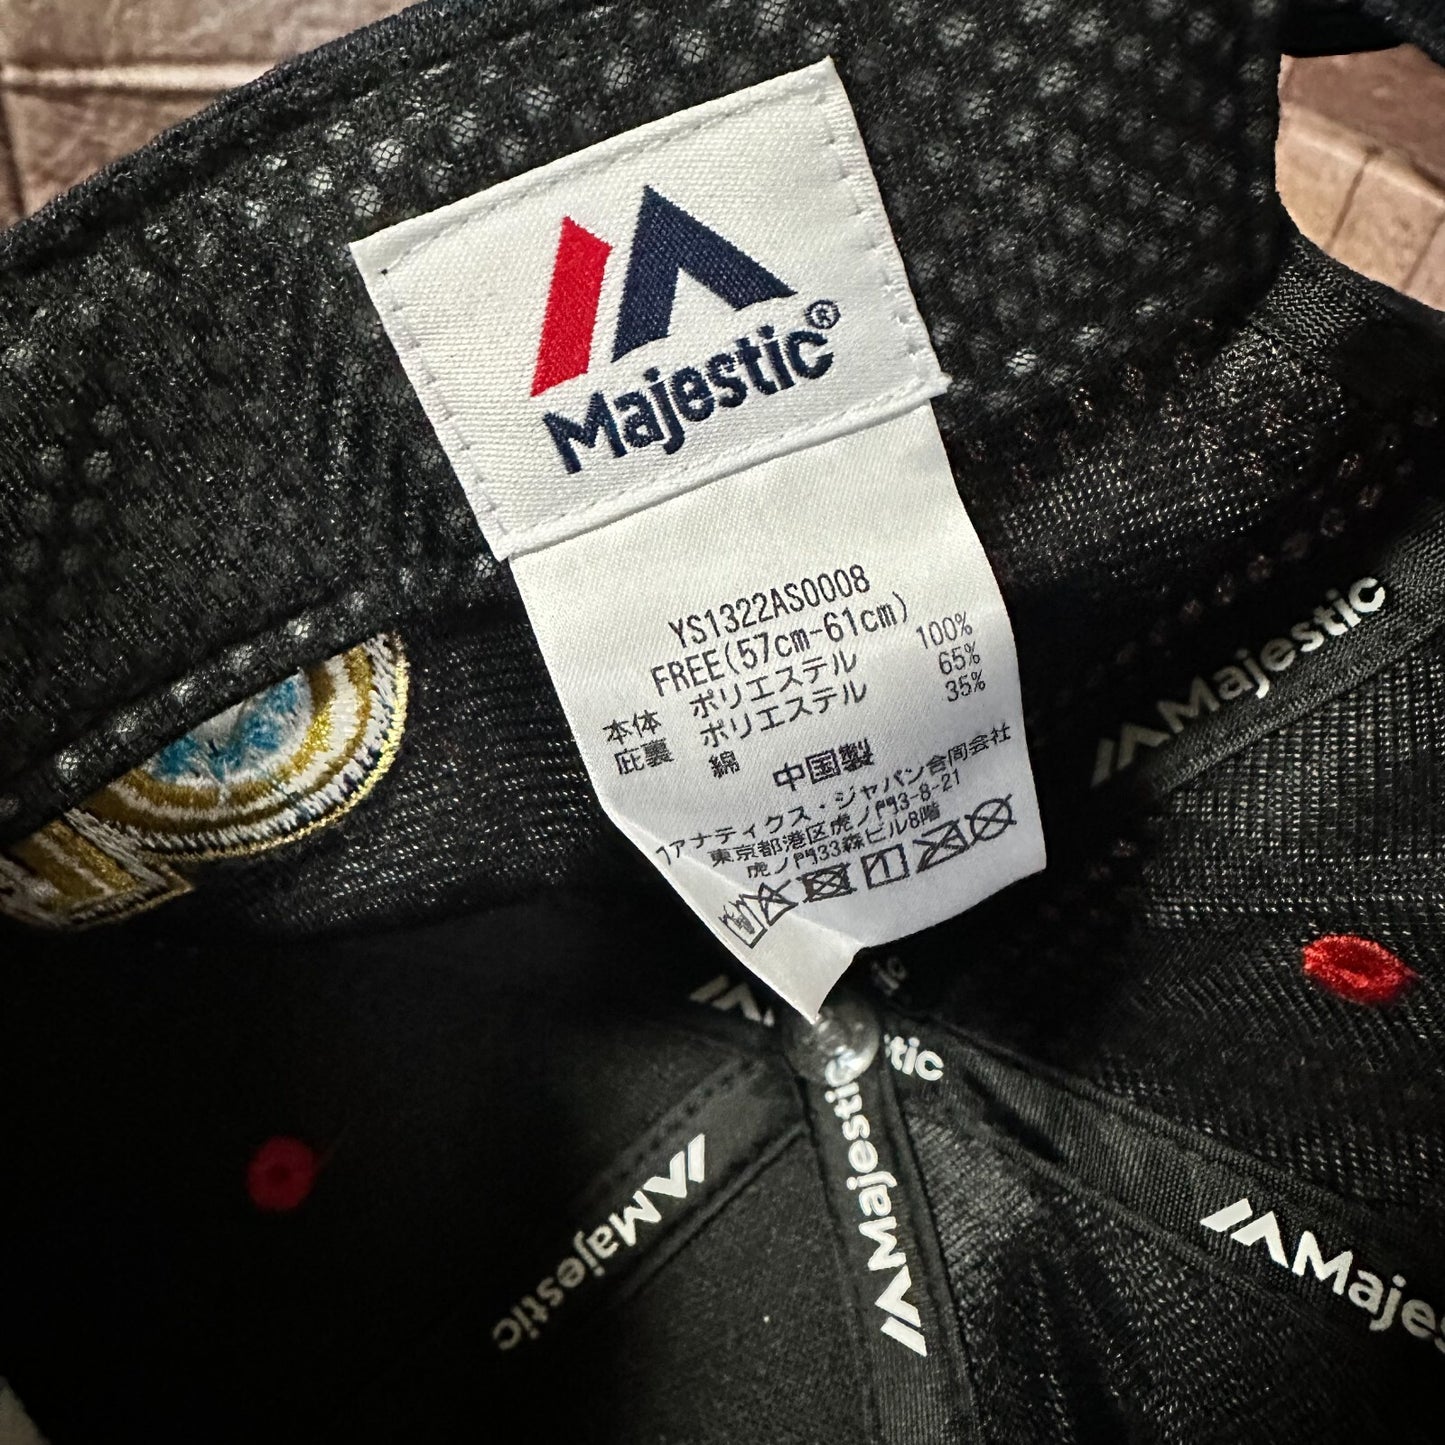 Majestic®
YS1322AS0008
FREE(57cm-61cm)
本体 ポリエステル 100%
庇裏 ポリエステル 65%
綿 35%
中国製
ファナティクス・ジャパン合同会社
東京都港区虎ノ門3-8-21
虎ノ門33森ビル8階
Majestic
tic
Majestic
Majestic
Majes